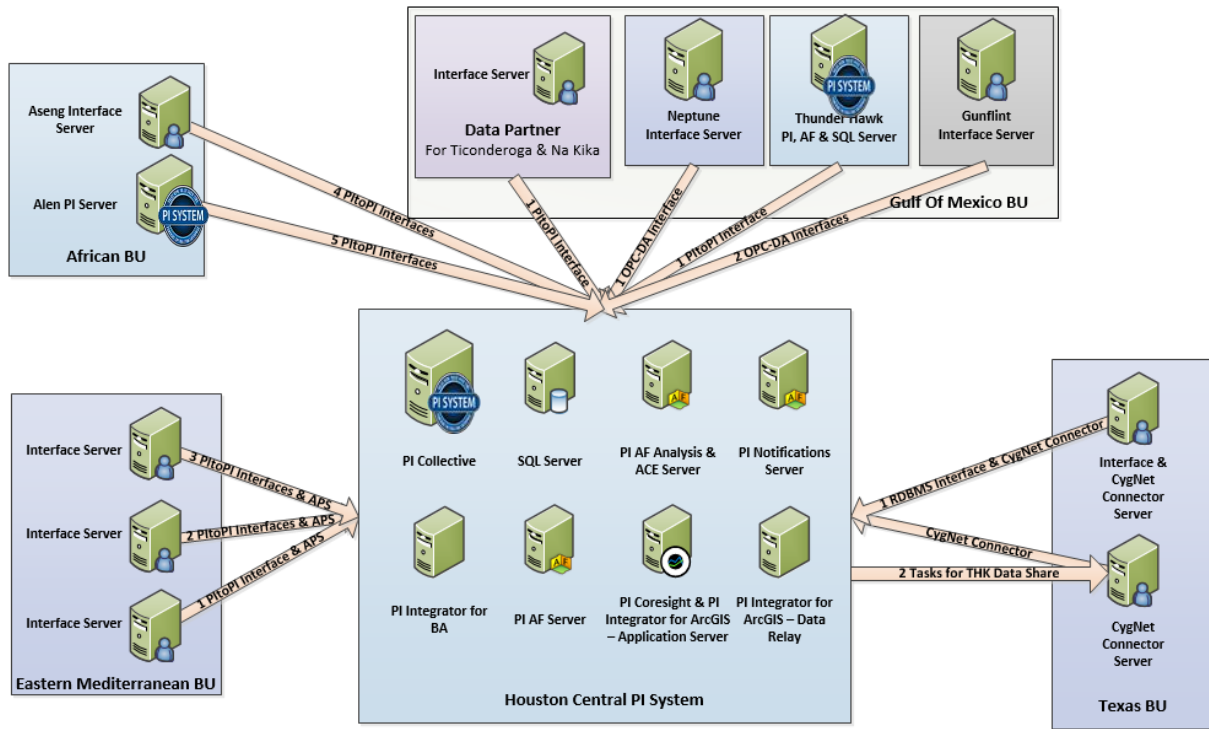 Interface Server
Data Partner
For Ticonderoga & Na Kika
Neptune
Interface Server
PI SYSTEM
Thunder Hawk
PI, AF & SQL Server
Gunflint
Interface Server
Gulf Of Mexico BU
Aseng Interface
Server
Alen PI Server
PI SYSTEM
African BU
4 PItoPI Interfaces
5 PItoPI Interfaces
1 PItoPI Interface
1 OPC-DA Interface
1 PItoPI Interface
2 OPC-DA Interfaces
Interface Server
Interface Server
Interface Server
Eastern Mediterranean BU
3 PItoPI Interfaces & APS
2 PItoPI Interfaces & APS
1 PItoPI Interface & APS
PI SYSTEM
PI Collective
SQL Server
A F
PI AF Analysis &
ACE Server
A F
PI Notifications
Server
PI Integrator for
BA
A F
PI AF Server
PI Coresight & PI
Integrator for ArcGIS
– Application Server
PI Integrator for
ArcGIS – Data
Relay
Houston Central PI System
1 RDBMS Interface & CygNet Connector
CygNet Connector
2 Tasks for THK Data Share
Interface &
CygNet
Connector
Server
CygNet
Connector
Server
Texas BU